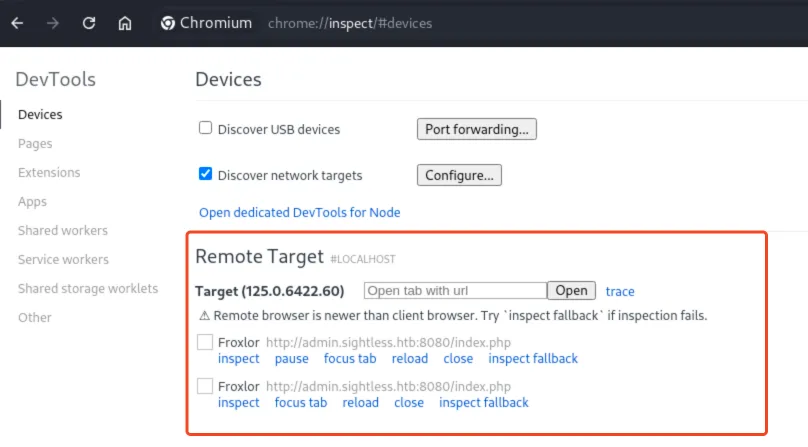 Chromium chrome://inspect/#devices
DevTools
Devices
Devices
Pages
Extensions
Apps
Shared workers
Service workers
Shared storage worklets
Other
Discover USB devices Port forwarding...
Discover network targets Configure...
Open dedicated DevTools for Node
Remote Target #LOCALHOST
Target (125.0.6422.60) Open tab with url Open trace
⚠ Remote browser is newer than client browser. Try `inspect fallback` if inspection fails.
Froxlor http://admin.sightless.htb:8080/index.php
inspect pause focus tab reload close inspect fallback
Froxlor http://admin.sightless.htb:8080/index.php
inspect focus tab reload close inspect fallback